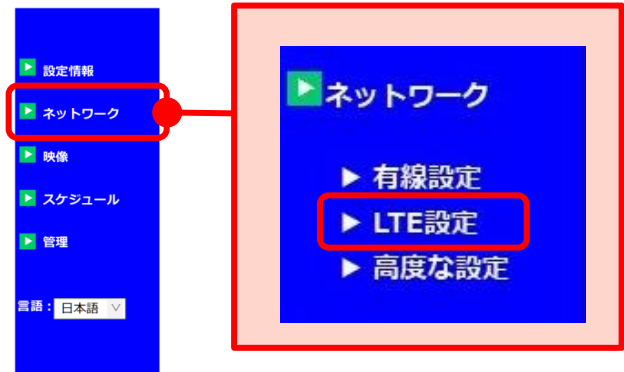 設定情報
ネットワーク
映像
スケジュール
管理
言語：日本語
ネットワーク
有線設定
LTE設定
高度な設定